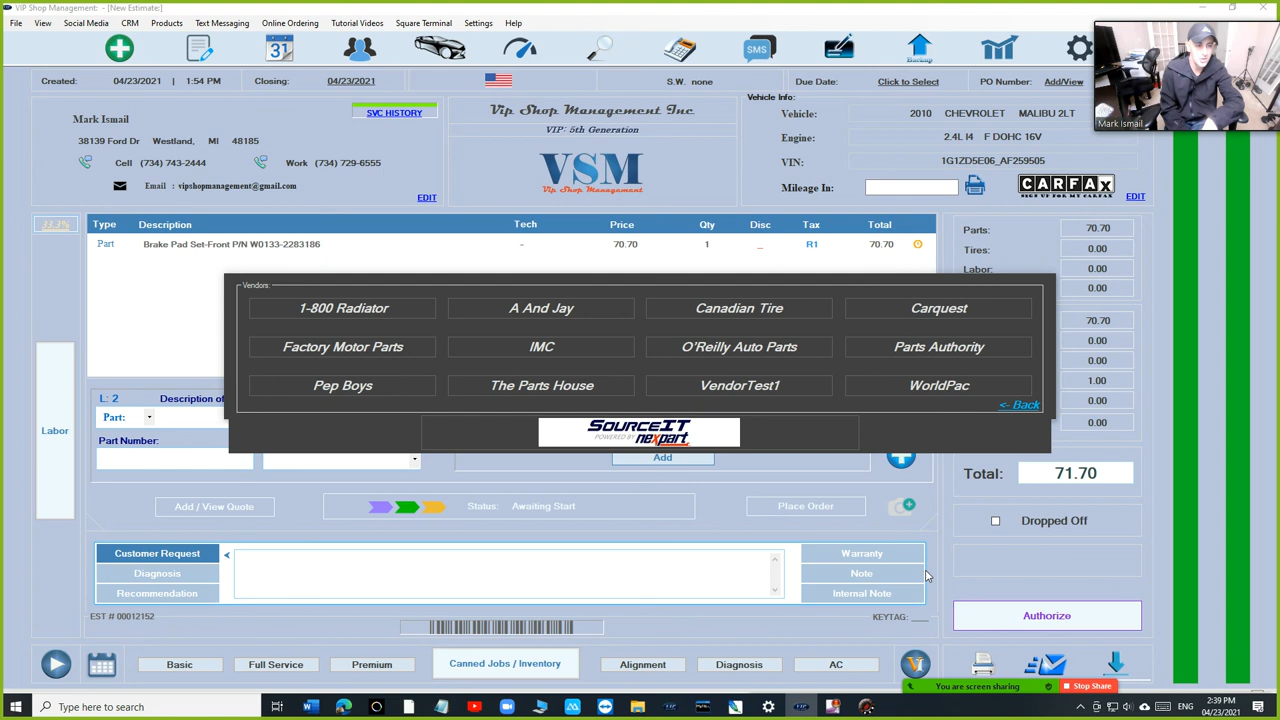 VIP Shop Management: - [New Estimate:]
File View Social Media CRM Products Text Messaging Online Ordering Tutorial Videos Square Terminal Settings Help
31
SMS
Backup
Created: 04/23/2021 | 1:54 PM Closing: 04/23/2021
S.W. none
Due Date: Click to Select PO Number: Add/View
Mark Ismail
SVC HISTORY
Mark Ismail
38139 Ford Dr Westland, MI 48185
Cell (734) 743-2444 Work (734) 729-6555
Email : vipshopmanagement@gmail.com
EDIT
Vip Shop Management Inc
VIP: 5th Generation
VSM
Vip Shop Management
Vehicle Info:
Vehicle: 2010 CHEVROLET MALIBU 2LT
Engine: 2.4L I4 F DOHC 16V
VIN: 1G1ZD5E06_AF259505
Mileage In:
CARFAX
SIGN UP FOR MY CARFAX
EDIT
33.3%
Type Description Tech Price Qty Disc Tax Total
Part Brake Pad Set-Front P/N W0133-2283186 - 70.70 1 _ R1 70.70
Parts: 70.70
Tires: 0.00
Labor: 0.00
0.00
70.70
0.00
0.00
1.00
0.00
0.00
Vendors:
1-800 Radiator A And Jay Canadian Tire Carquest
Factory Motor Parts IMC O'Reilly Auto Parts Parts Authority
Pep Boys The Parts House VendorTest1 WorldPac
<- Back
SOURCEIT
POWERED BY nexpart
Labor
L: 2 Description of
Part:
Part Number:
Add
Total: 71.70
Add / View Quote
Status: Awaiting Start
Place Order
Dropped Off
Customer Request
Diagnosis
Recommendation
Warranty
Note
Internal Note
EST # 00012152
KEYTAG: ___
Authorize
Basic Full Service Premium Canned Jobs / Inventory Alignment Diagnosis AC
You are screen sharing Stop Share
Type here to search
ENG
2:39 PM
04/23/2021